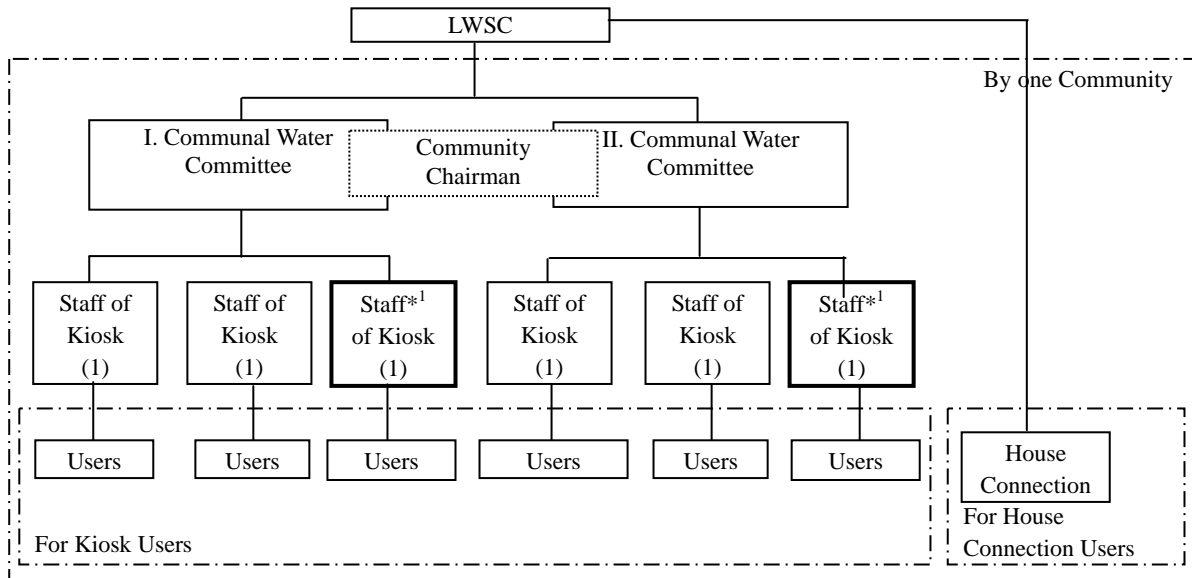 LWSC
By one Community
I. Communal Water
Committee
Community
Chairman
II. Communal Water
Committee
Staff of
Kiosk
(1)
Staff of
Kiosk
(1)
Staff*1
of Kiosk
(1)
Staff of
Kiosk
(1)
Staff of
Kiosk
(1)
Staff*1
of Kiosk
(1)
Users
Users
Users
Users
Users
Users
House
Connection
For Kiosk Users
For House
Connection Users